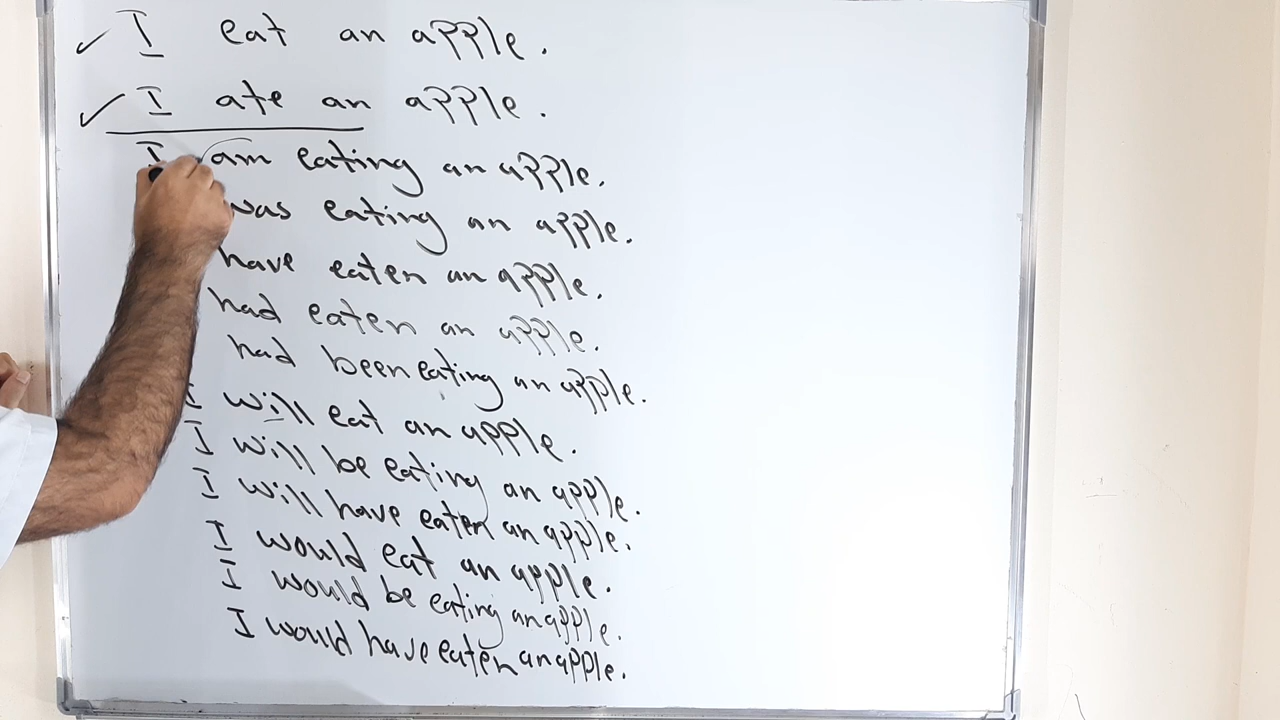 ✓ I eat an apple.
✓ I ate an apple.
I am eating an apple.
was eating an apple.
have eaten an apple.
had eaten an apple.
had been eating an apple.
I will eat an apple.
I will be eating an apple.
I will have eaten an apple.
I would eat an apple.
I would be eating an apple.
I would have eaten an apple.